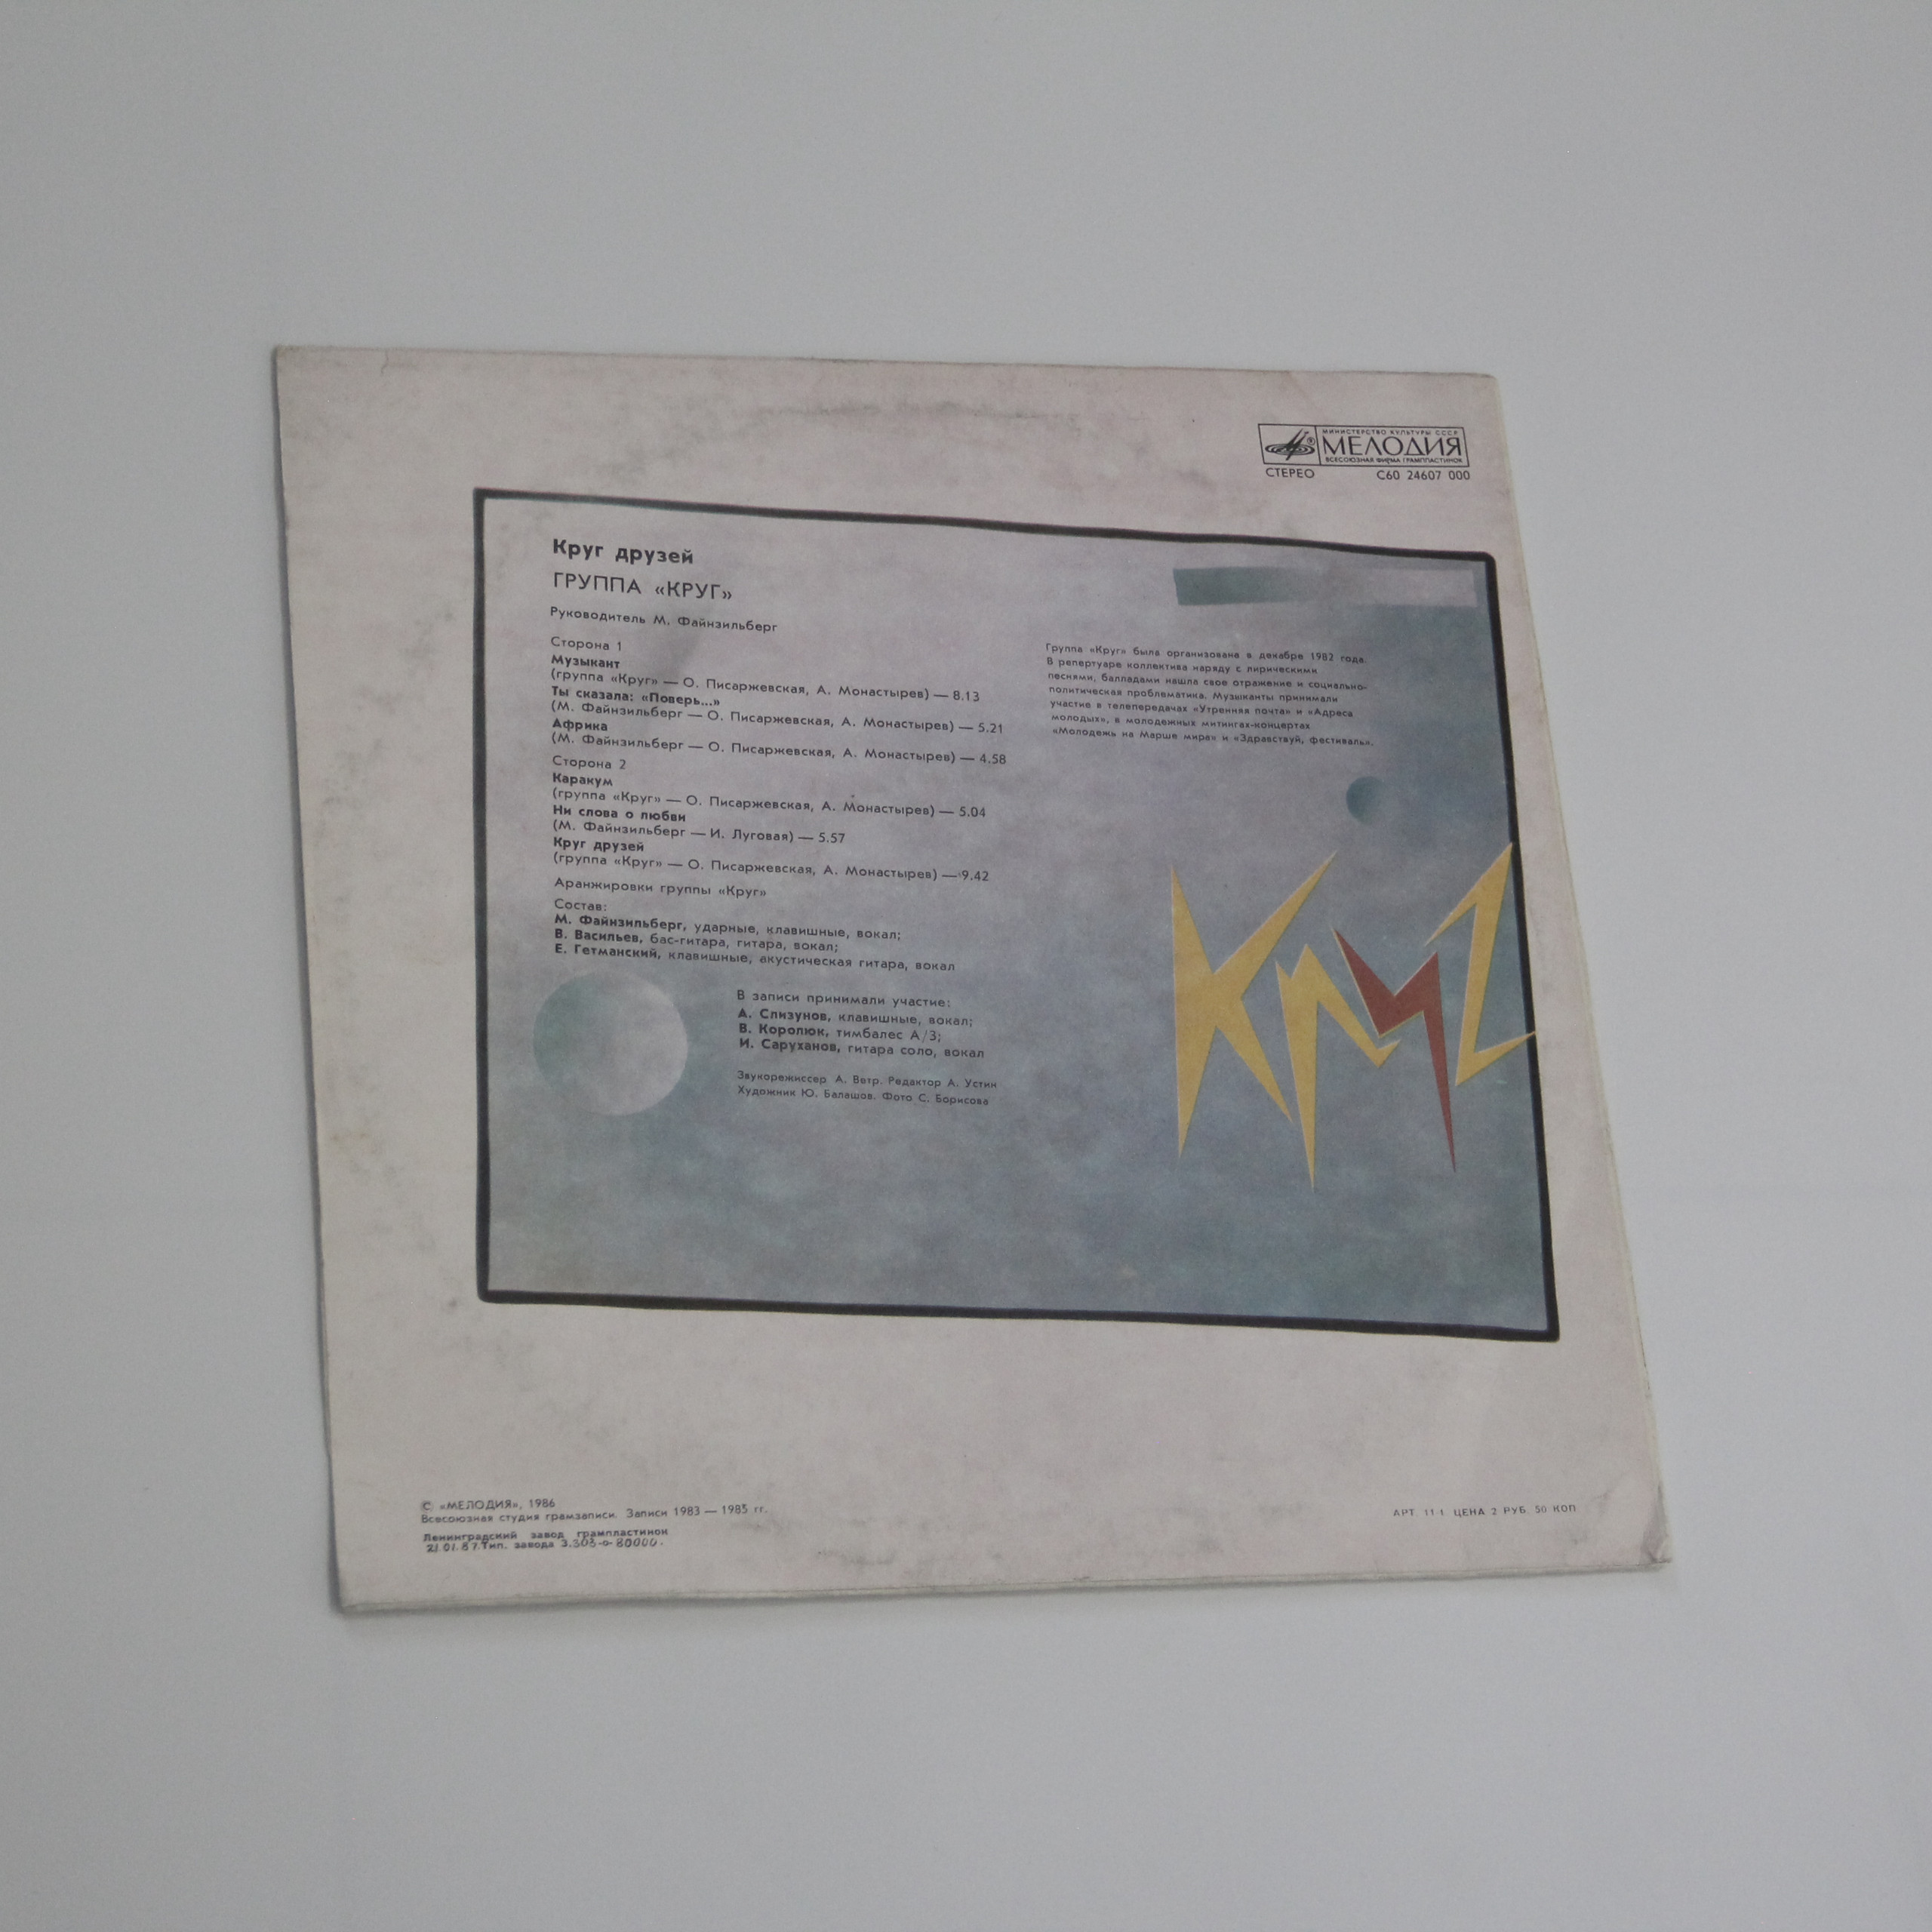 МИНИСТЕРСТВО КУЛЬТУРЫ СССР
МЕЛОДИЯ
ВСЕСОЮЗНАЯ ФИРМА ГРАМПЛАСТИНОК
СТЕРЕО С60 24607 000
Круг друзей
ГРУППА «КРУГ»
Руководитель М. Файнзильберг
Сторона 1
Музыкант
(группа «Круг» — О. Писаржевская, А. Монастырев) — 8.13
Ты сказала: «Поверь...»
(М. Файнзильберг — О. Писаржевская, А. Монастырев) — 5.21
Африка
(М. Файнзильберг — О. Писаржевская, А. Монастырев) — 4.58
Сторона 2
Каракум
(группа «Круг» — О. Писаржевская, А. Монастырев) — 5.04
Ни слова о любви
(М. Файнзильберг — И. Луговая) — 5.57
Круг друзей
(группа «Круг» — О. Писаржевская, А. Монастырев) — 9.42
Аранжировки группы «Круг»
Состав:
М. Файнзильберг, ударные, клавишные, вокал;
В. Васильев, бас-гитара, гитара, вокал;
Е. Гетманский, клавишные, акустическая гитара, вокал
В записи принимали участие:
А. Слизунов, клавишные, вокал;
В. Королюк, тимбалес А/3;
И. Саруханов, гитара соло, вокал
Звукорежиссер А. Ветр. Редактор А. Устин
Художник Ю. Балашов. Фото С. Борисова
Группа «Круг» была организована в декабре 1982 года.
В репертуаре коллектива наряду с лирическими
песнями, балладами нашла свое отражение и социально-
политическая проблематика. Музыканты принимали
участие в телепередачах «Утренняя почта» и «Адреса
молодых», в молодежных митингах-концертах
«Молодежь на Марше мира» и «Здравствуй, фестиваль».
© «МЕЛОДИЯ», 1986
Всесоюзная студия грамзаписи. Записи 1983 — 1985 гг.
Ленинградский завод грампластинок
21.01.87. Тип. завода З.303-0-80000.
АРТ. 11-1. ЦЕНА 2 РУБ. 50 КОП